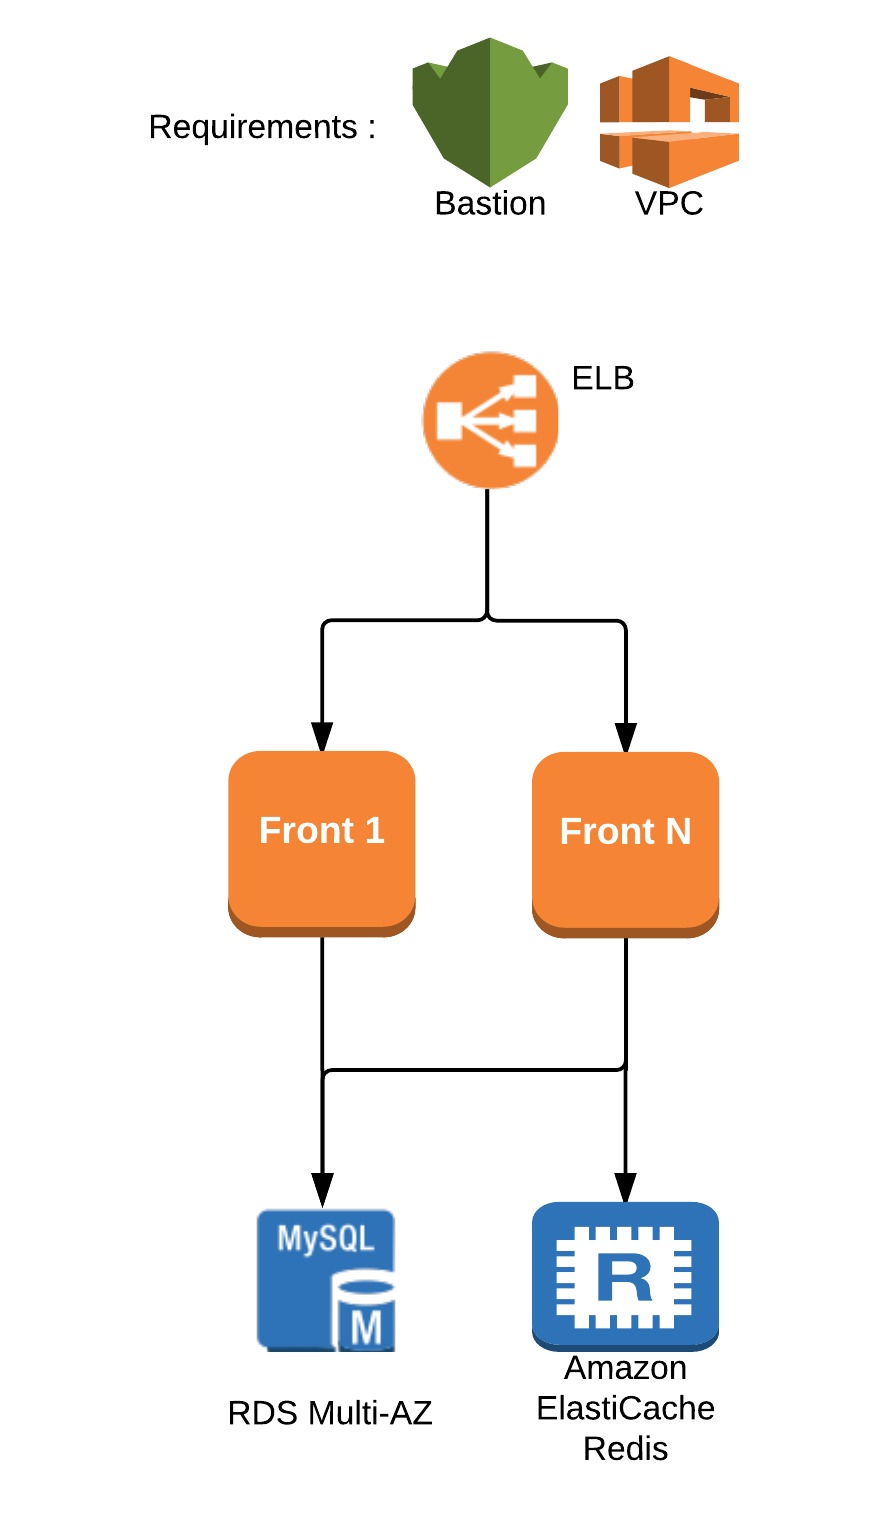 Requirements :
Bastion
VPC
ELB
Front 1
Front N
MySQL
M
R
RDS Multi-AZ
Amazon
ElastiCache
Redis